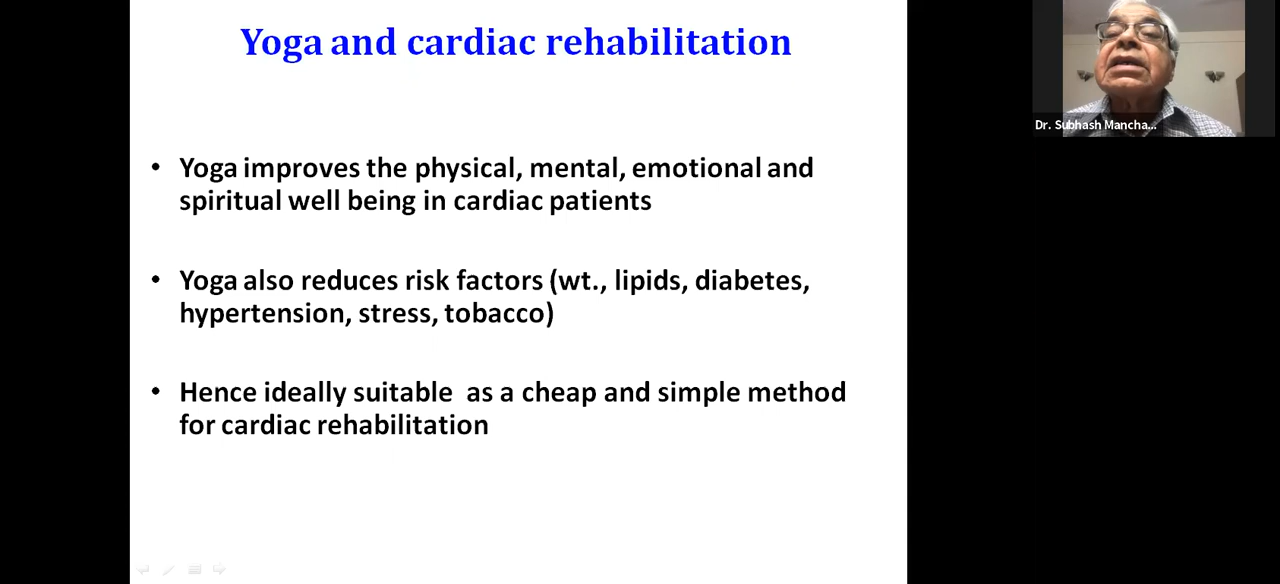 Yoga and cardiac rehabilitation
• Yoga improves the physical, mental, emotional and
spiritual well being in cardiac patients
• Yoga also reduces risk factors (wt., lipids, diabetes,
hypertension, stress, tobacco)
• Hence ideally suitable  as a cheap and simple method
for cardiac rehabilitation
Dr. Subhash Mancha...